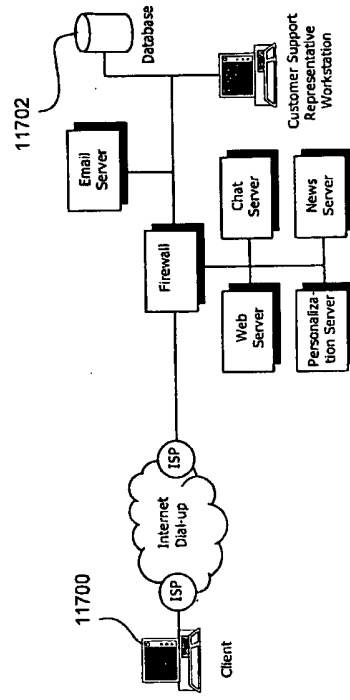 11700
Client
ISP
Internet
Dial-up
ISP
Firewall
Email
Server
11702
Database
Web
Server
Chat
Server
Personaliza-
tion Server
News
Server
Customer Support
Representative
Workstation